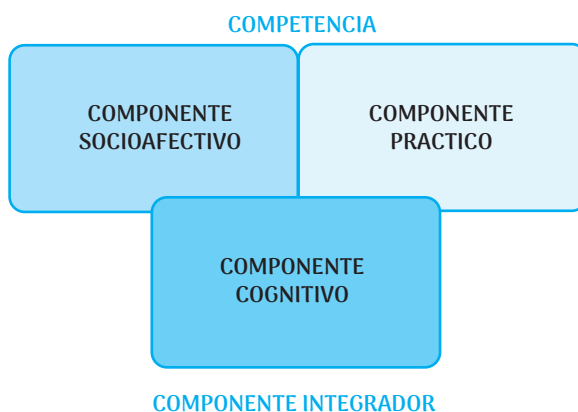 COMPETENCIA
COMPONENTE
SOCIOAFECTIVO
COMPONENTE
PRACTICO
COMPONENTE
COGNITIVO
COMPONENTE INTEGRADOR